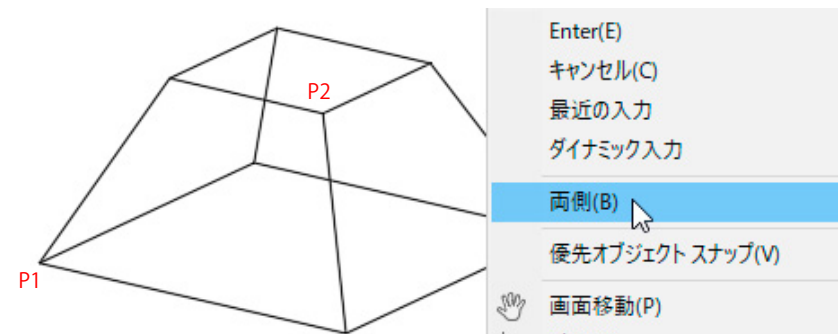 P1
P2
Enter(E)
キャンセル(C)
最近の入力
ダイナミック入力
両側(B)
優先オブジェクト スナップ(V)
画面移動(P)